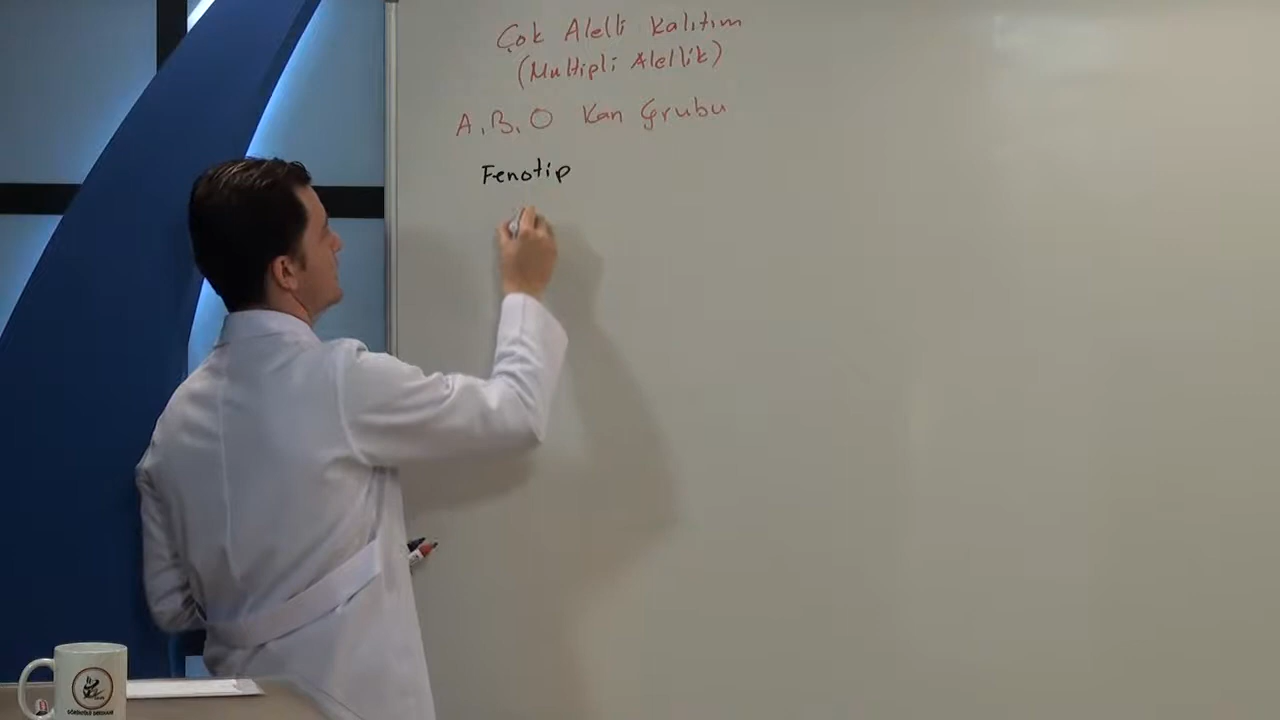 Çok Alelli Kalıtım
(Multipli Alellik)
A, B, O Kan Grubu
Fenotip